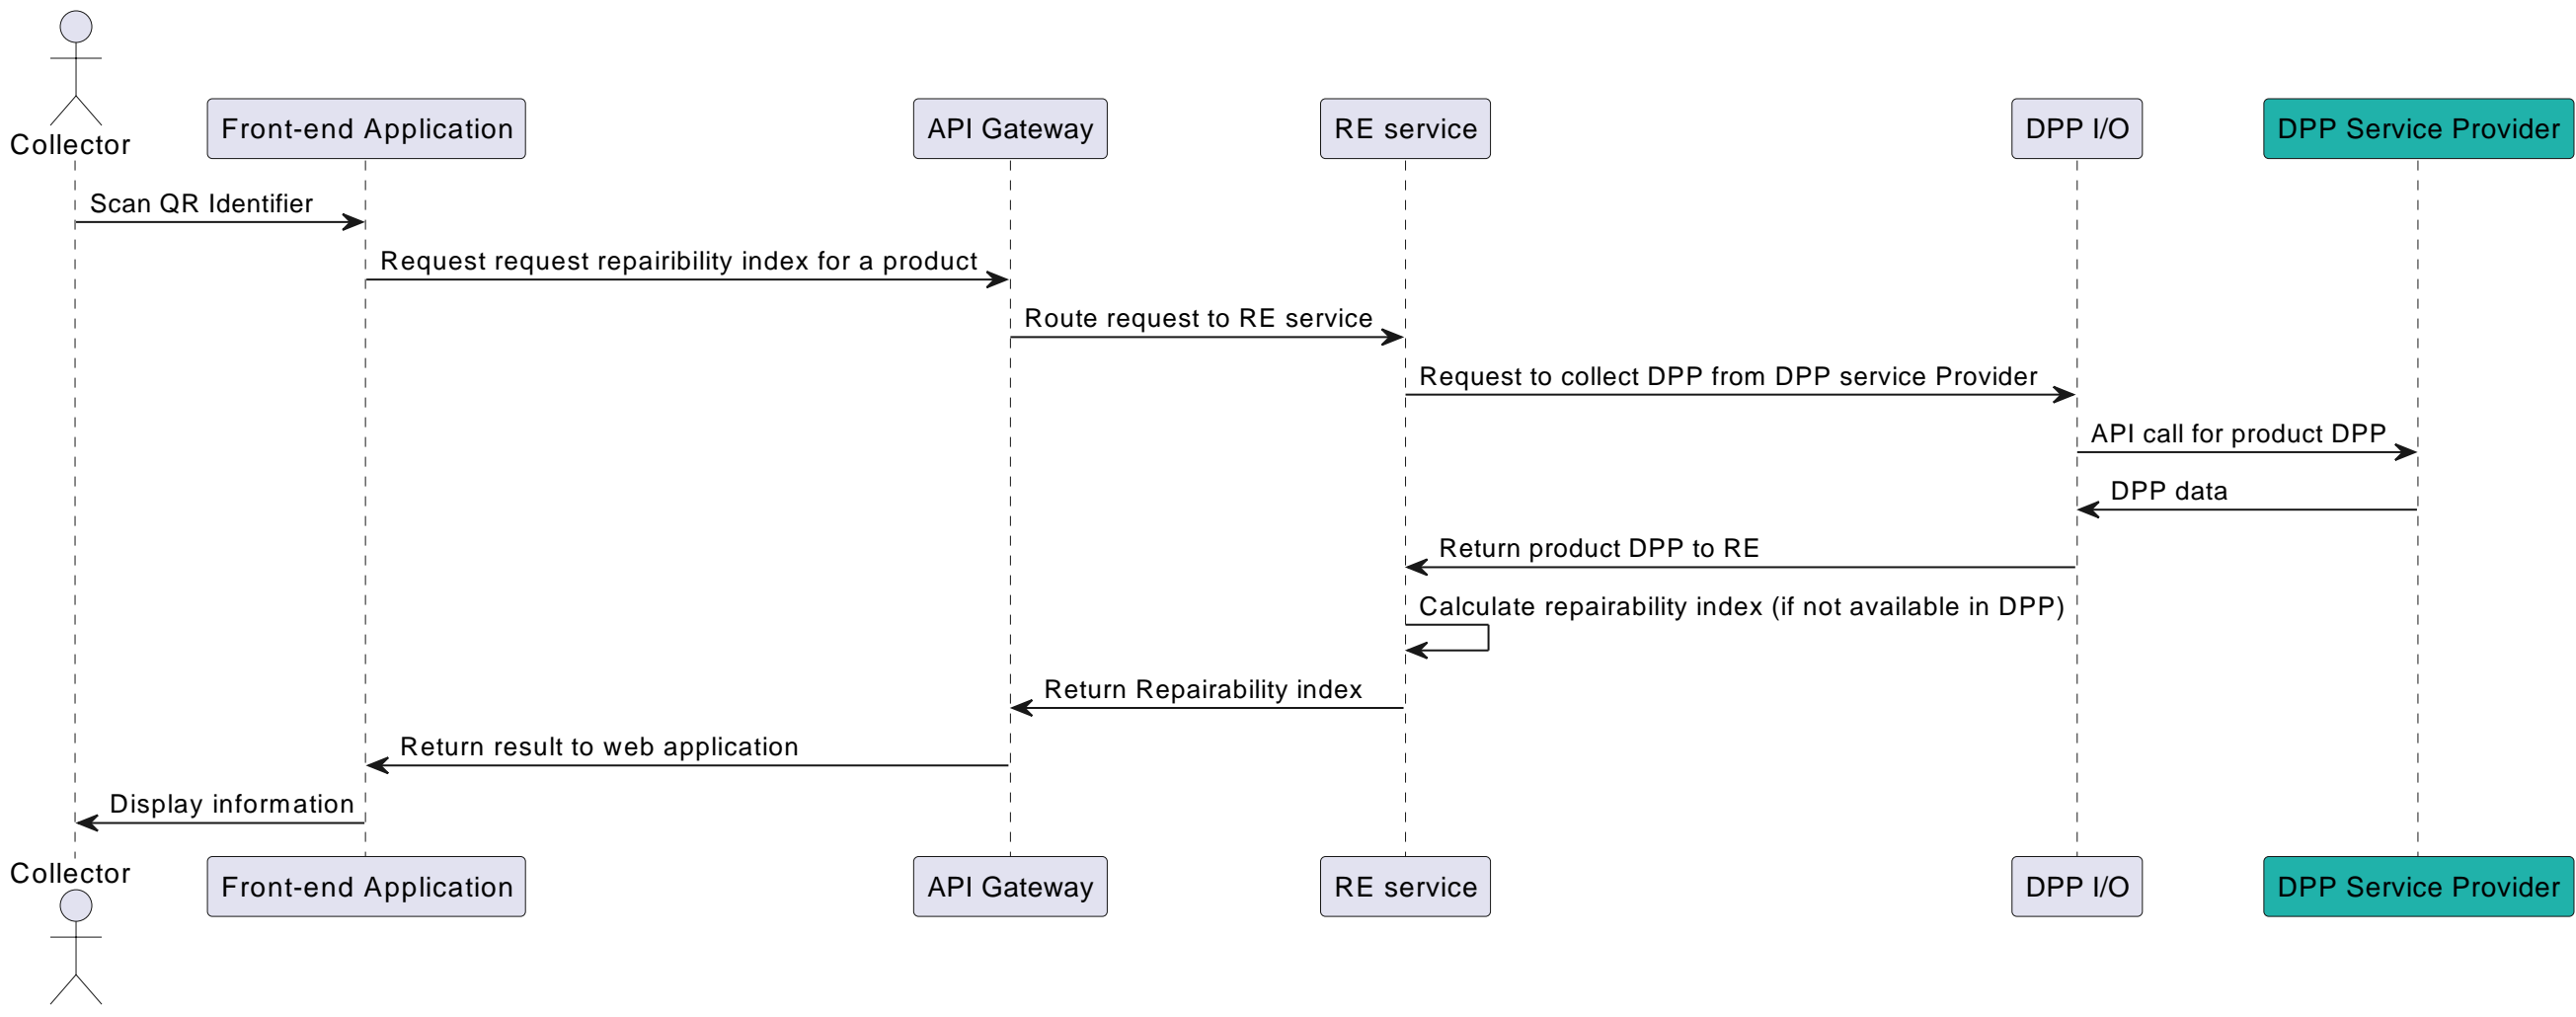 Collector
Front-end Application
API Gateway
RE service
DPP I/O
DPP Service Provider
Scan QR Identifier
Request request repairibility index for a product
Route request to RE service
Request to collect DPP from DPP service Provider
API call for product DPP
DPP data
Return product DPP to RE
Calculate repairability index (if not available in DPP)
Return Repairability index
Return result to web application
Display information
Collector
Front-end Application
API Gateway
RE service
DPP I/O
DPP Service Provider